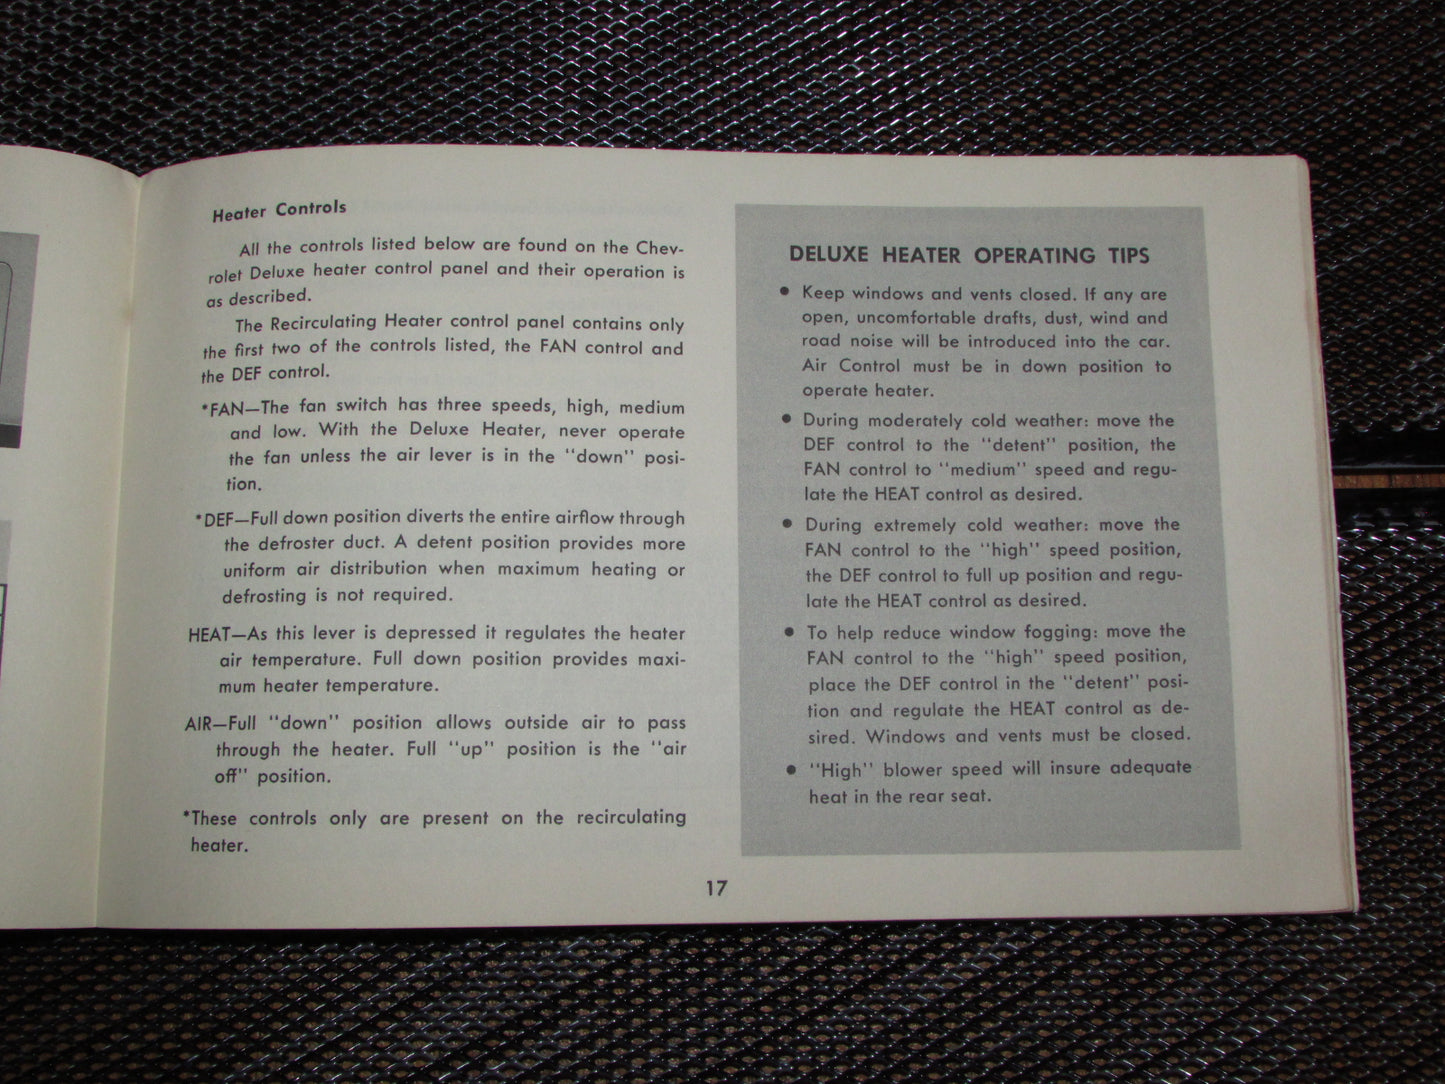 Heater Controls
All the controls listed below are found on the Chev-
rolet Deluxe heater control panel and their operation is
as described.
The Recirculating Heater control panel contains only
the first two of the controls listed, the FAN control and
the DEF control.
*FAN—The fan switch has three speeds, high, medium
and low. With the Deluxe Heater, never operate
the fan unless the air lever is in the "down" posi-
tion.
*DEF—Full down position diverts the entire airflow through
the defroster duct. A detent position provides more
uniform air distribution when maximum heating or
defrosting is not required.
HEAT—As this lever is depressed it regulates the heater
air temperature. Full down position provides maxi-
mum heater temperature.
AIR—Full "down" position allows outside air to pass
through the heater. Full "up" position is the "air
off" position.
*These controls only are present on the recirculating
heater.
DELUXE HEATER OPERATING TIPS
• Keep windows and vents closed. If any are
open, uncomfortable drafts, dust, wind and
road noise will be introduced into the car.
Air Control must be in down position to
operate heater.
• During moderately cold weather: move the
DEF control to the "detent" position, the
FAN control to "medium" speed and regu-
late the HEAT control as desired.
• During extremely cold weather: move the
FAN control to the "high" speed position,
the DEF control to full up position and regu-
late the HEAT control as desired.
• To help reduce window fogging: move the
FAN control to the "high" speed position,
place the DEF control in the "detent" posi-
tion and regulate the HEAT control as de-
sired. Windows and vents must be closed.
• "High" blower speed will insure adequate
heat in the rear seat.
17